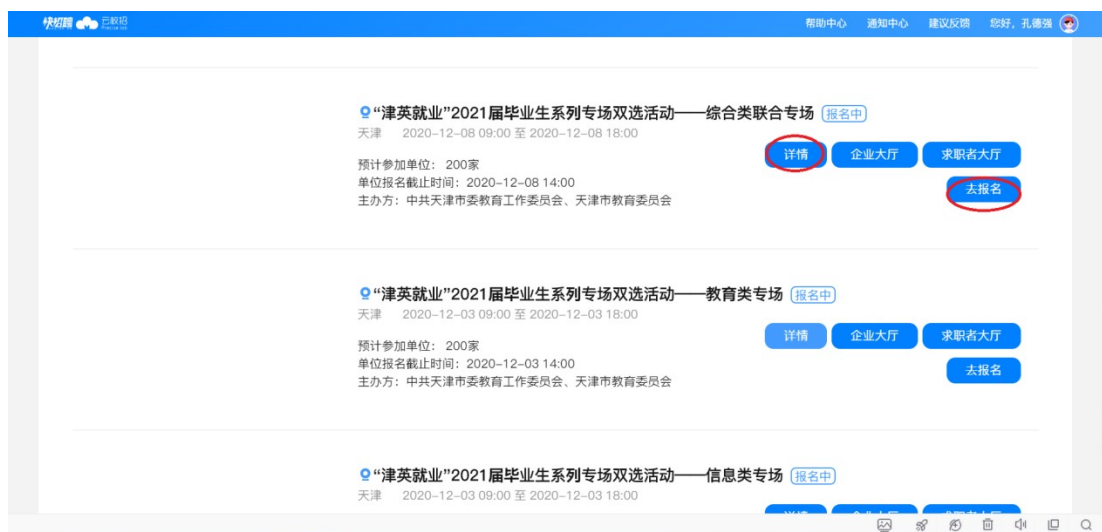 快招聘 云校招
帮助中心 通知中心 建议反馈 您好，孔德强
“津英就业”2021届毕业生系列专场双选活动——综合类联合专场 报名中
天津 2020-12-08 09:00 至 2020-12-08 18:00
详情 企业大厅 求职者大厅
预计参加单位： 200家
单位报名截止时间：2020-12-08 14:00
去报名
主办方：中共天津市委教育工作委员会、天津市教育委员会
“津英就业”2021届毕业生系列专场双选活动——教育类专场 报名中
天津 2020-12-03 09:00 至 2020-12-03 18:00
详情 企业大厅 求职者大厅
预计参加单位： 200家
单位报名截止时间：2020-12-03 14:00
去报名
主办方：中共天津市委教育工作委员会、天津市教育委员会
“津英就业”2021届毕业生系列专场双选活动——信息类专场 报名中
天津 2020-12-03 09:00 至 2020-12-03 18:00